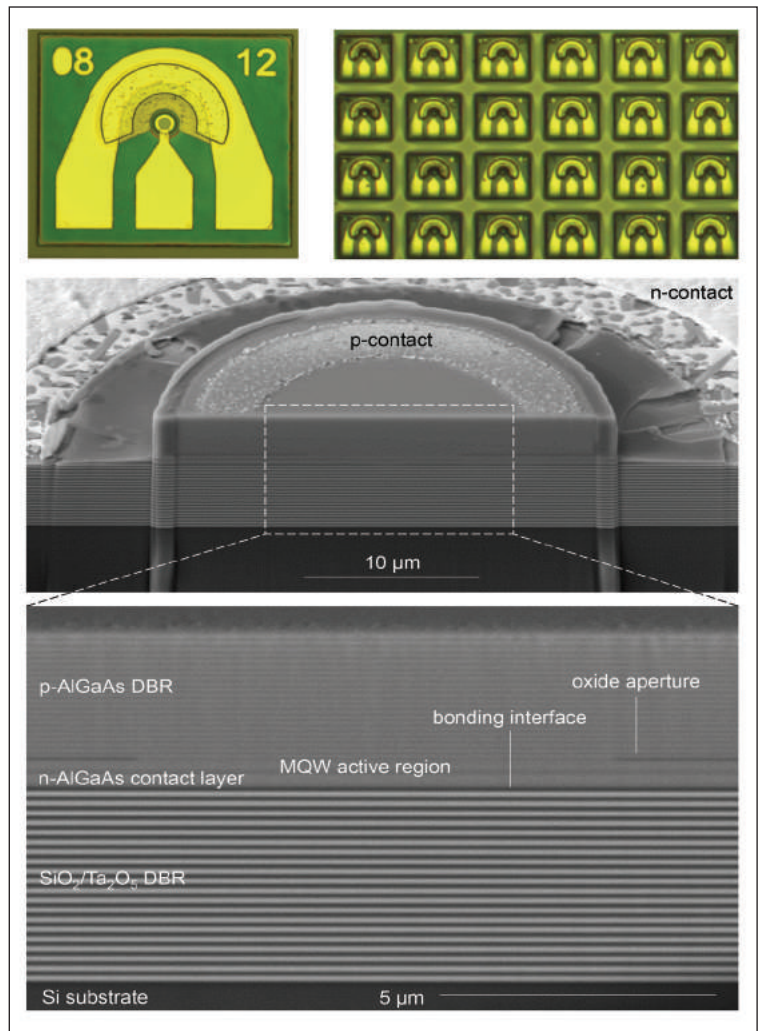 08 12
n-contact
p-contact
10 µm
oxide aperture
p-AlGaAs DBR
bonding interface
MQW active region
n-AlGaAs contact layer
SiO₂/Ta₂O₅ DBR
Si substrate
5 µm